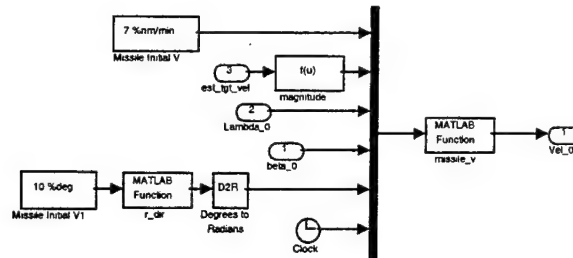 7 %nm/min
Missile Initial V
3
est_tgt_vel
f(u)
magnitude
2
Lambda_0
1
beta_0
10 %deg
Missile Initial V1
MATLAB
Function
r_dir
D2R
Degrees to
Radians
Clock
MATLAB
Function
missile_v
1
Vel_0